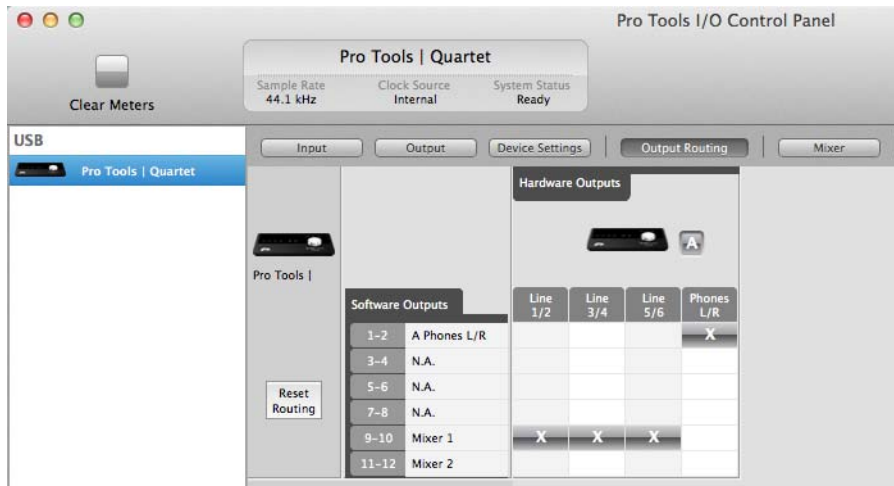 Pro Tools I/O Control Panel
Clear Meters
Pro Tools | Quartet
Sample Rate Clock Source System Status
44.1 kHz Internal Ready
USB
Pro Tools | Quartet
Input Output Device Settings Output Routing Mixer
Hardware Outputs
A
Pro Tools |
Software Outputs
Line 1/2
Line 3/4
Line 5/6
Phones L/R
1-2 A Phones L/R X
3-4 N.A.
5-6 N.A.
7-8 N.A.
9-10 Mixer 1 X X X
11-12 Mixer 2
Reset
Routing